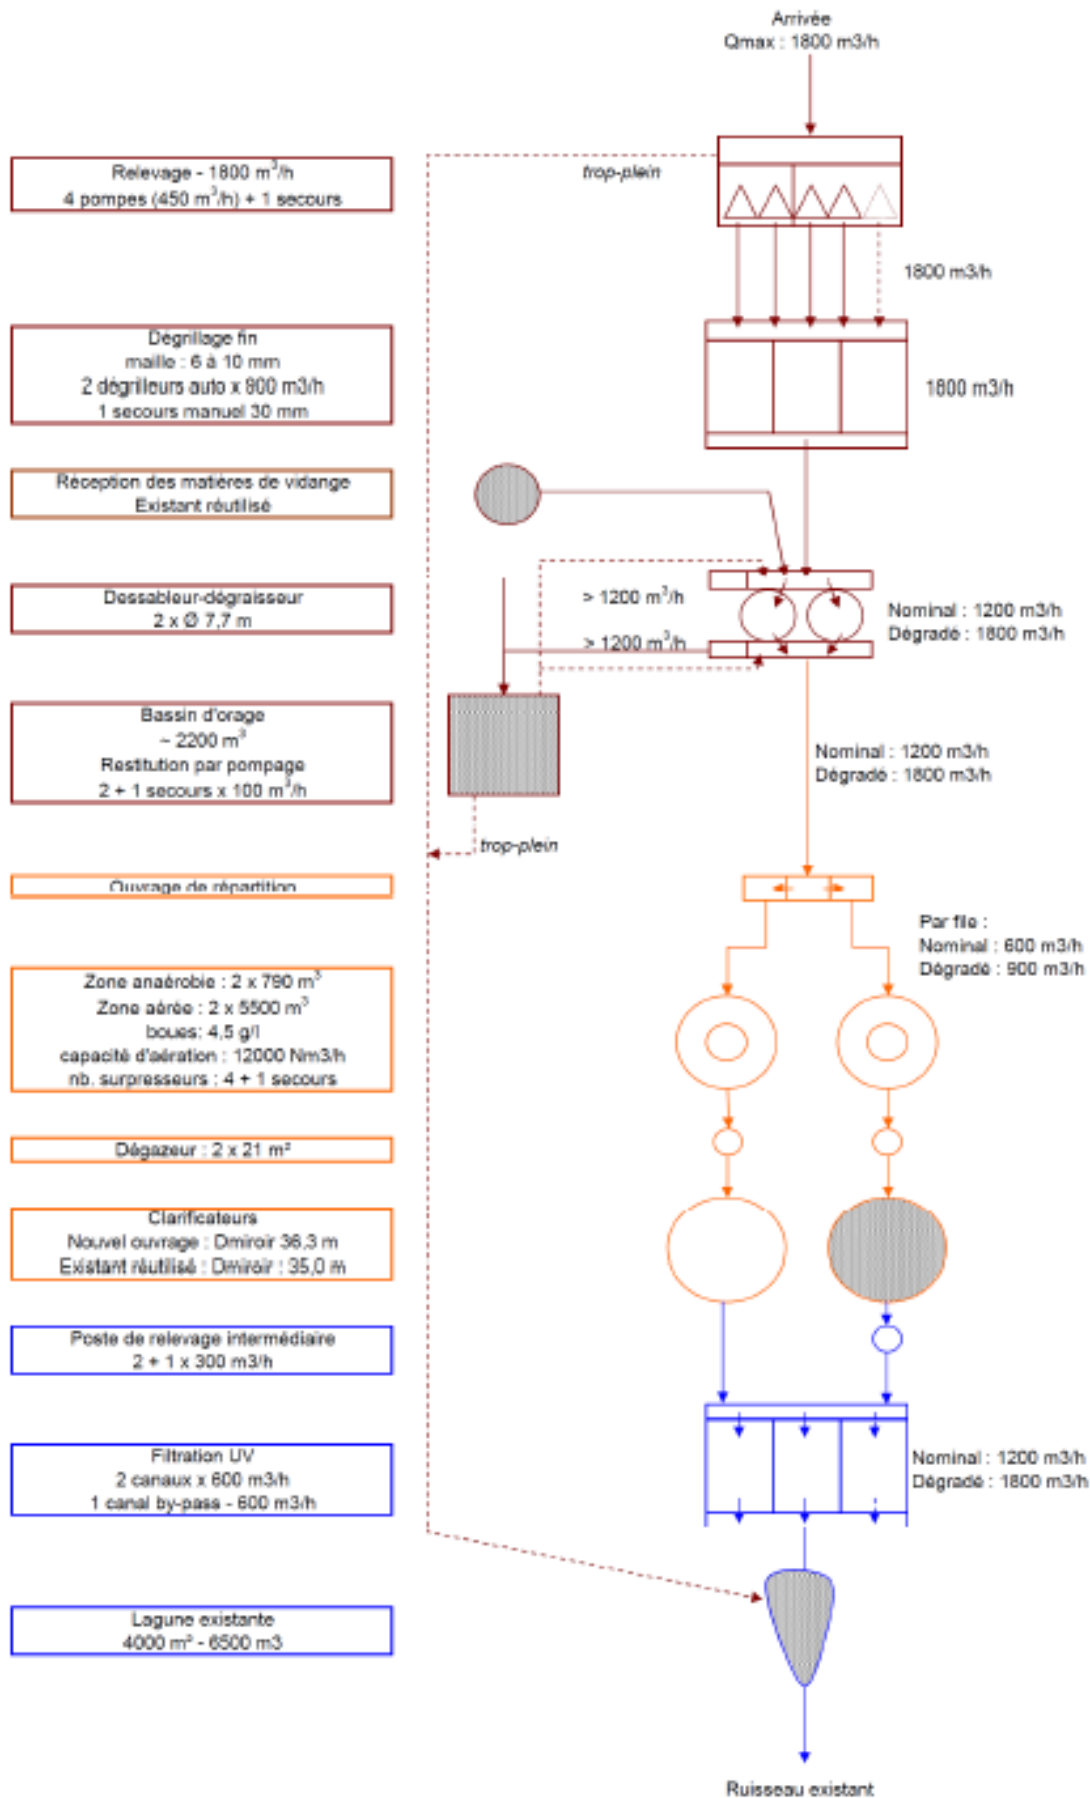 Arrivée
Qmax : 1800 m3/h
Relevage - 1800 m³/h
4 pompes (450 m³/h) + 1 secours
trop-plein
1800 m3/h
Dégrillage fin
maille : 6 à 10 mm
2 dégrilleurs auto x 900 m3/h
1 secours manuel 30 mm
1800 m3/h
Réception des matières de vidange
Existant réutilisé
Dessableur-dégraisseur
2 x Ø 7,7 m
> 1200 m³/h
> 1200 m³/h
Nominal : 1200 m3/h
Dégradé : 1800 m3/h
Bassin d'orage
~ 2200 m³
Restitution par pompage
2 + 1 secours x 100 m³/h
Nominal : 1200 m3/h
Dégradé : 1800 m3/h
trop-plein
Ouvrage de répartition
Par file :
Nominal : 600 m3/h
Dégradé : 900 m3/h
Zone anaérobie : 2 x 790 m³
Zone aérée : 2 x 5500 m³
boues: 4,5 g/l
capacité d'aération : 12000 Nm3/h
nb. surpresseurs : 4 + 1 secours
Dégazeur : 2 x 21 m²
Clarificateurs
Nouvel ouvrage : Dmiroir 36,3 m
Existant réutilisé : Dmiroir : 35,0 m
Poste de relevage intermédiaire
2 + 1 x 300 m3/h
Filtration UV
2 canaux x 600 m3/h
1 canal by-pass - 600 m3/h
Nominal : 1200 m3/h
Dégradé : 1800 m3/h
Lagune existante
4000 m² - 6500 m3
Ruisseau existant